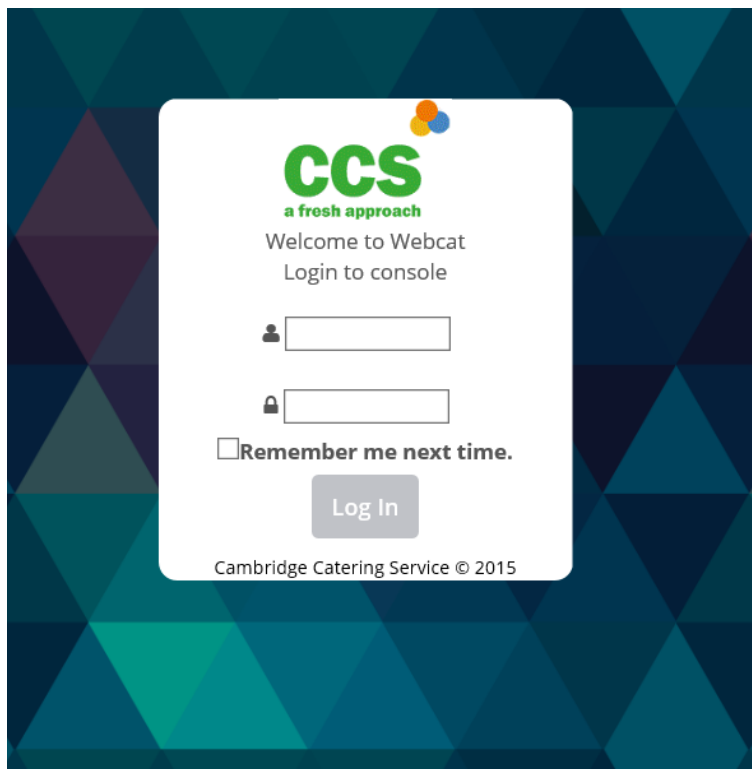 CCS
a fresh approach
Welcome to Webcat
Login to console
Remember me next time.
Log In
Cambridge Catering Service © 2015